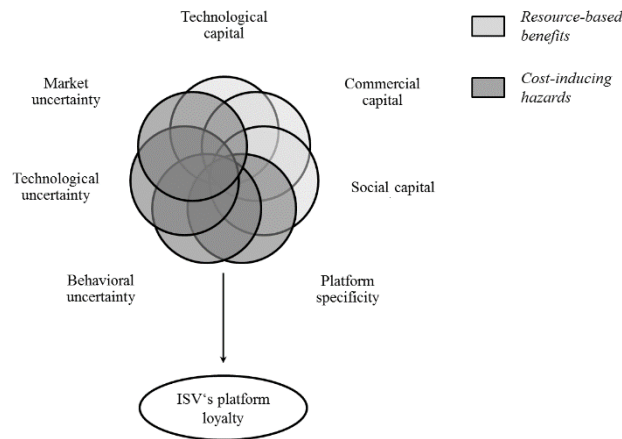 Technological
capital
Resource-based
benefits
Market
uncertainty
Commercial
capital
Cost-inducing
hazards
Technological
uncertainty
Social capital
Behavioral
uncertainty
Platform
specificity
ISV's platform
loyalty